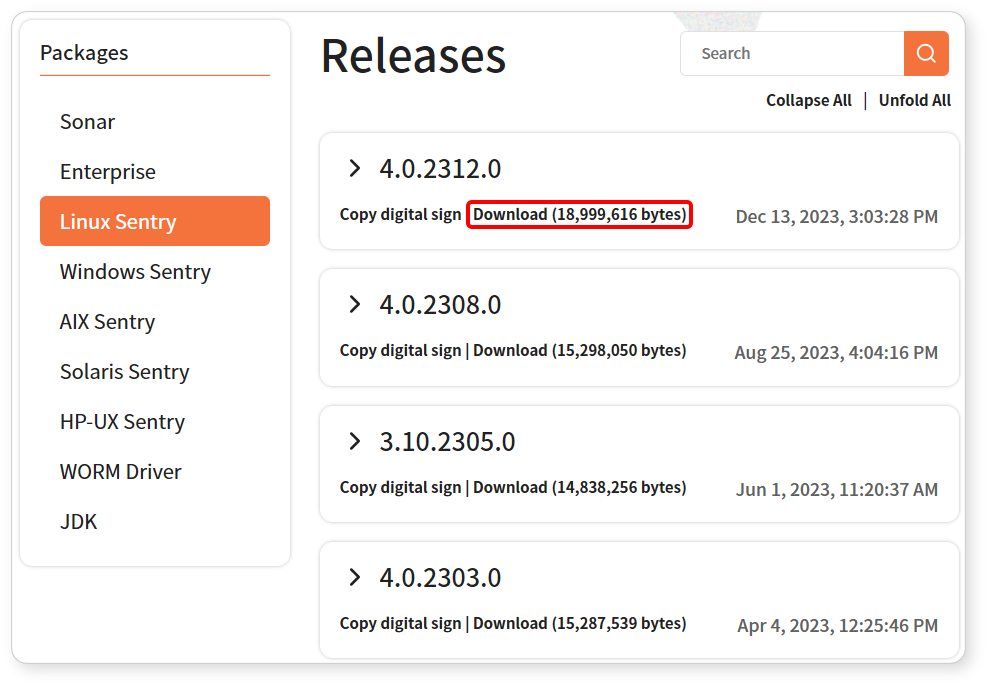 Packages
Sonar
Enterprise
Linux Sentry
Windows Sentry
AIX Sentry
Solaris Sentry
HP-UX Sentry
WORM Driver
JDK
Releases
Search
Collapse All | Unfold All
4.0.2312.0
Copy digital sign Download (18,999,616 bytes) Dec 13, 2023, 3:03:28 PM
4.0.2308.0
Copy digital sign | Download (15,298,050 bytes) Aug 25, 2023, 4:04:16 PM
3.10.2305.0
Copy digital sign | Download (14,838,256 bytes) Jun 1, 2023, 11:20:37 AM
4.0.2303.0
Copy digital sign | Download (15,287,539 bytes) Apr 4, 2023, 12:25:46 PM